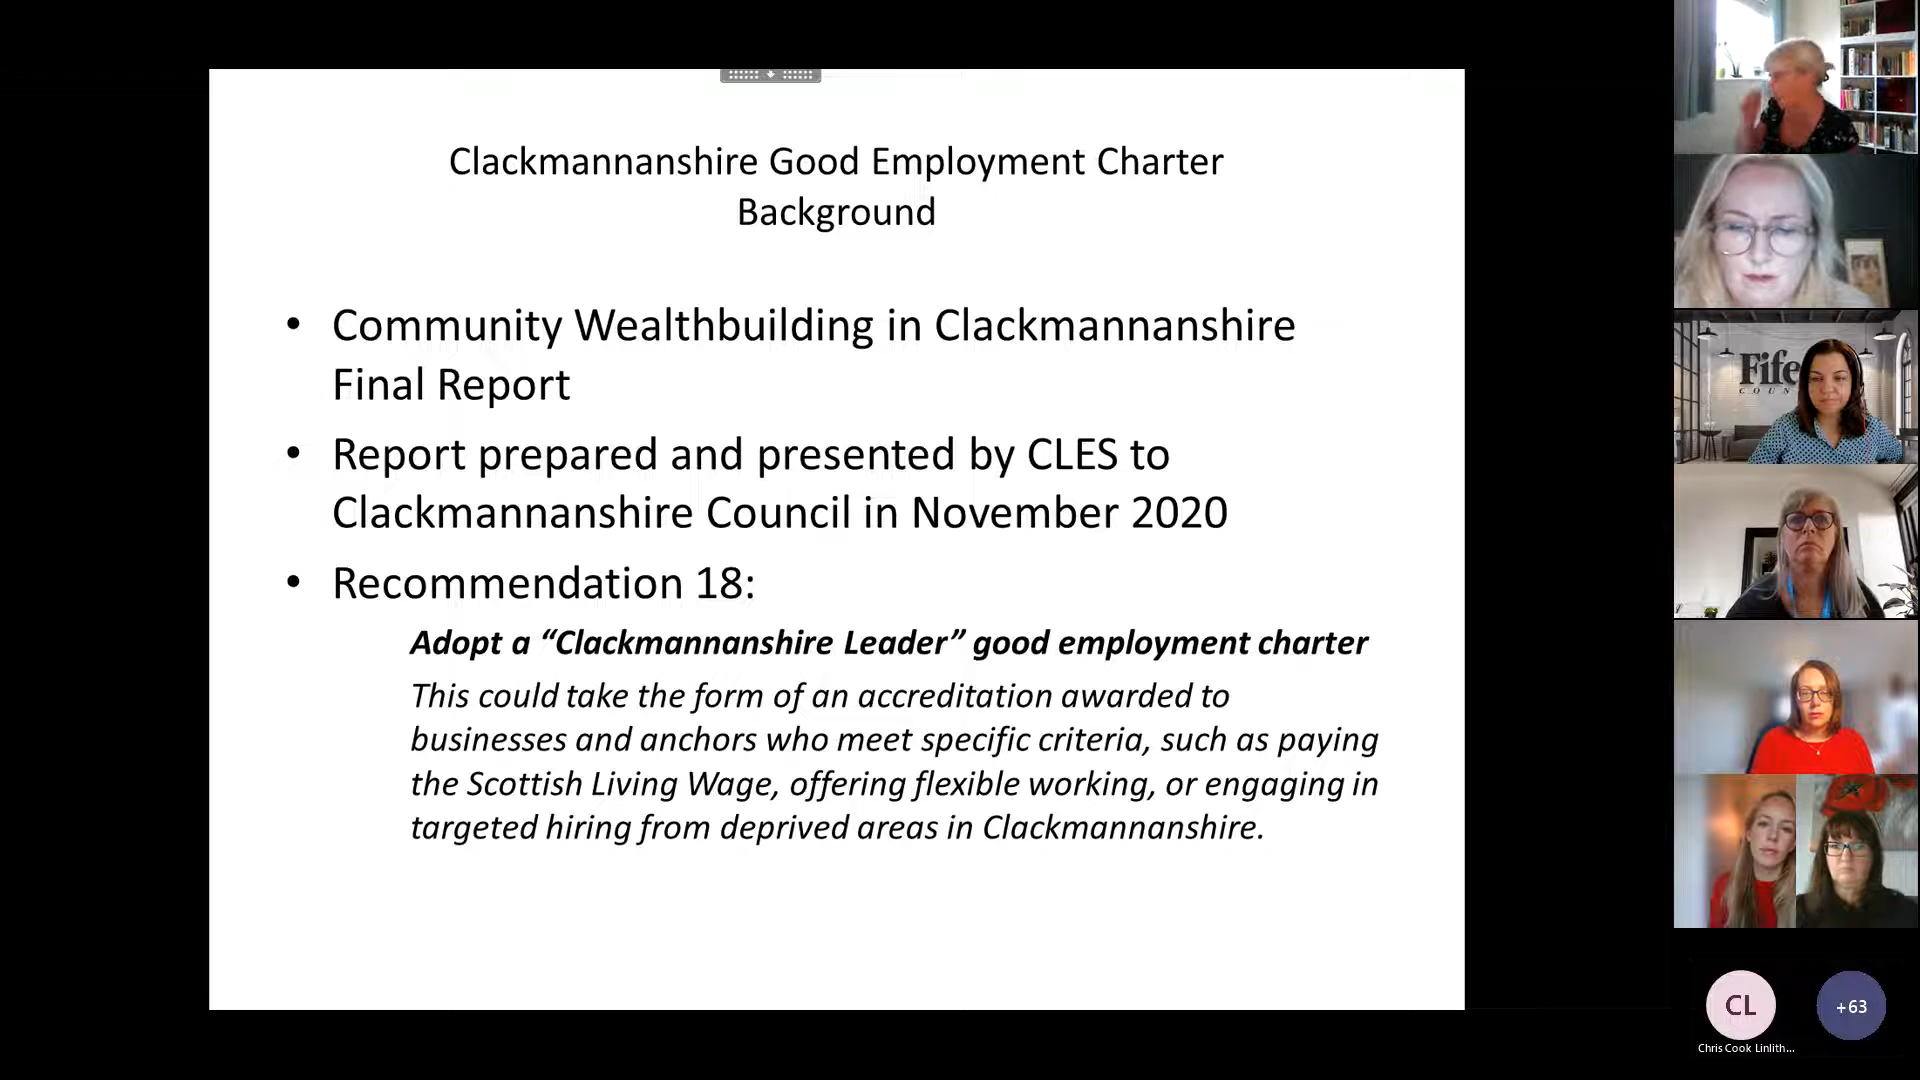 Clackmannanshire Good Employment Charter
Background
• Community Wealthbuilding in Clackmannanshire
Final Report
• Report prepared and presented by CLES to
Clackmannanshire Council in November 2020
• Recommendation 18:
Adopt a “Clackmannanshire Leader” good employment charter
This could take the form of an accreditation awarded to
businesses and anchors who meet specific criteria, such as paying
the Scottish Living Wage, offering flexible working, or engaging in
targeted hiring from deprived areas in Clackmannanshire.
Fife
COUN
CL
+63
Chris Cook Linlith...